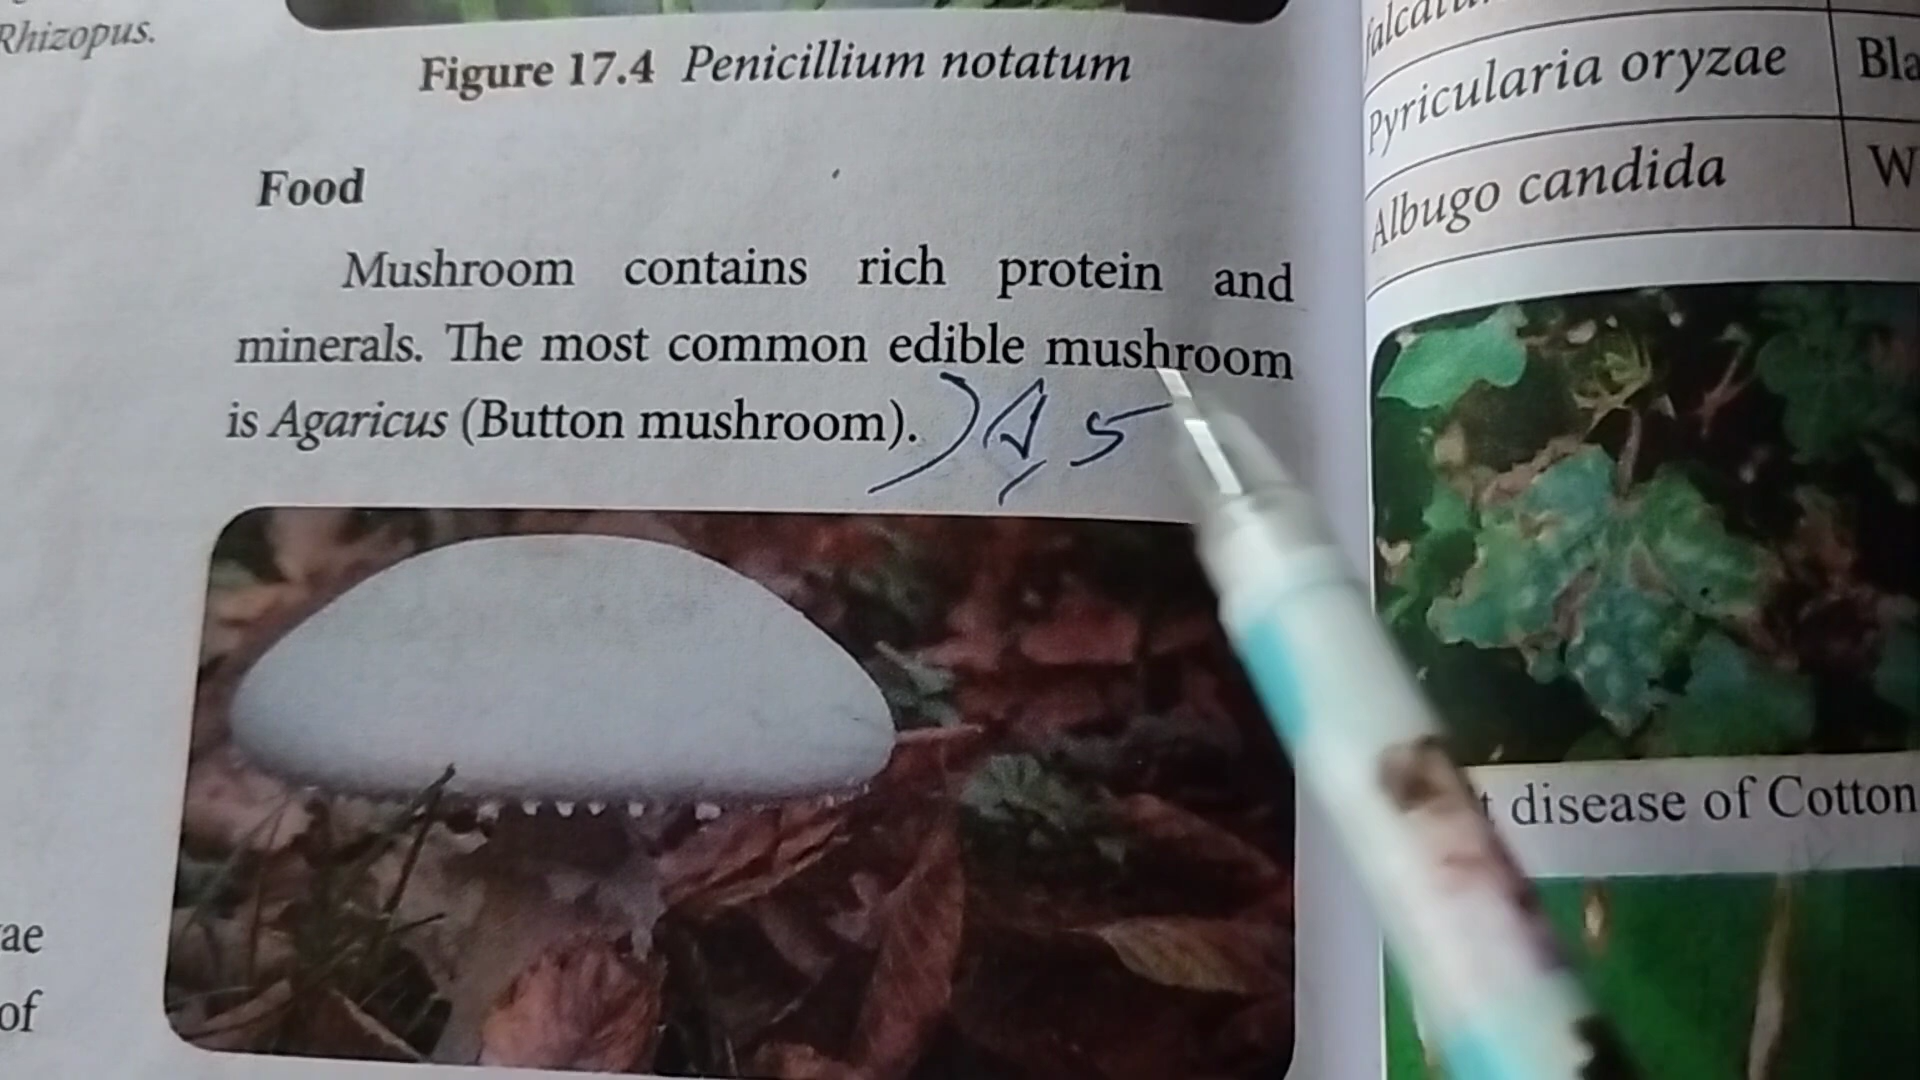 Rhizopus.
Figure 17.4 Penicillium notatum
Food
Mushroom contains rich protein and
minerals. The most common edible mushroom
is Agaricus (Button mushroom).
ae
of
Pyricularia oryzae
Albugo candida
disease of Cotton